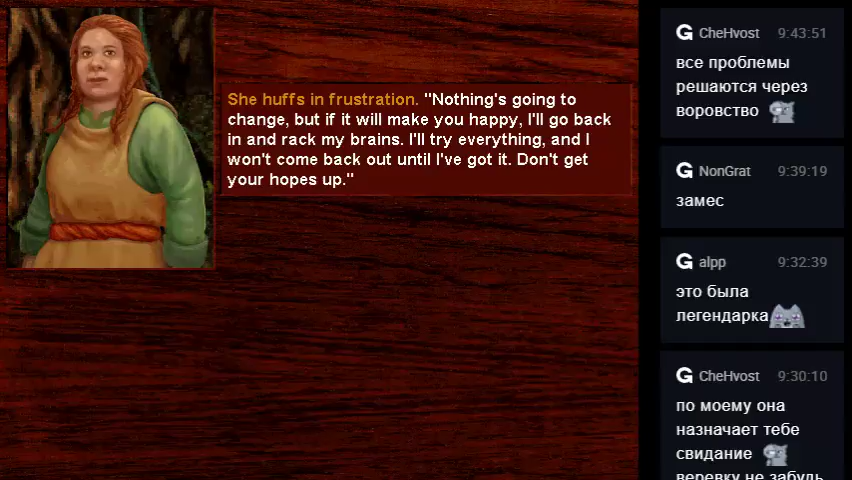 She huffs in frustration. "Nothing's going to
change, but if it will make you happy, I'll go back
in and rack my brains. I'll try everything, and I
won't come back out until I've got it. Don't get
your hopes up."
G CheHvost 9:43:51
все проблемы
решаются через
воровство
G NonGrat 9:39:19
замес
G alpp 9:32:39
это была
легендарка
G CheHvost 9:30:10
по моему она
назначает тебе
свидание
веревку не забудь